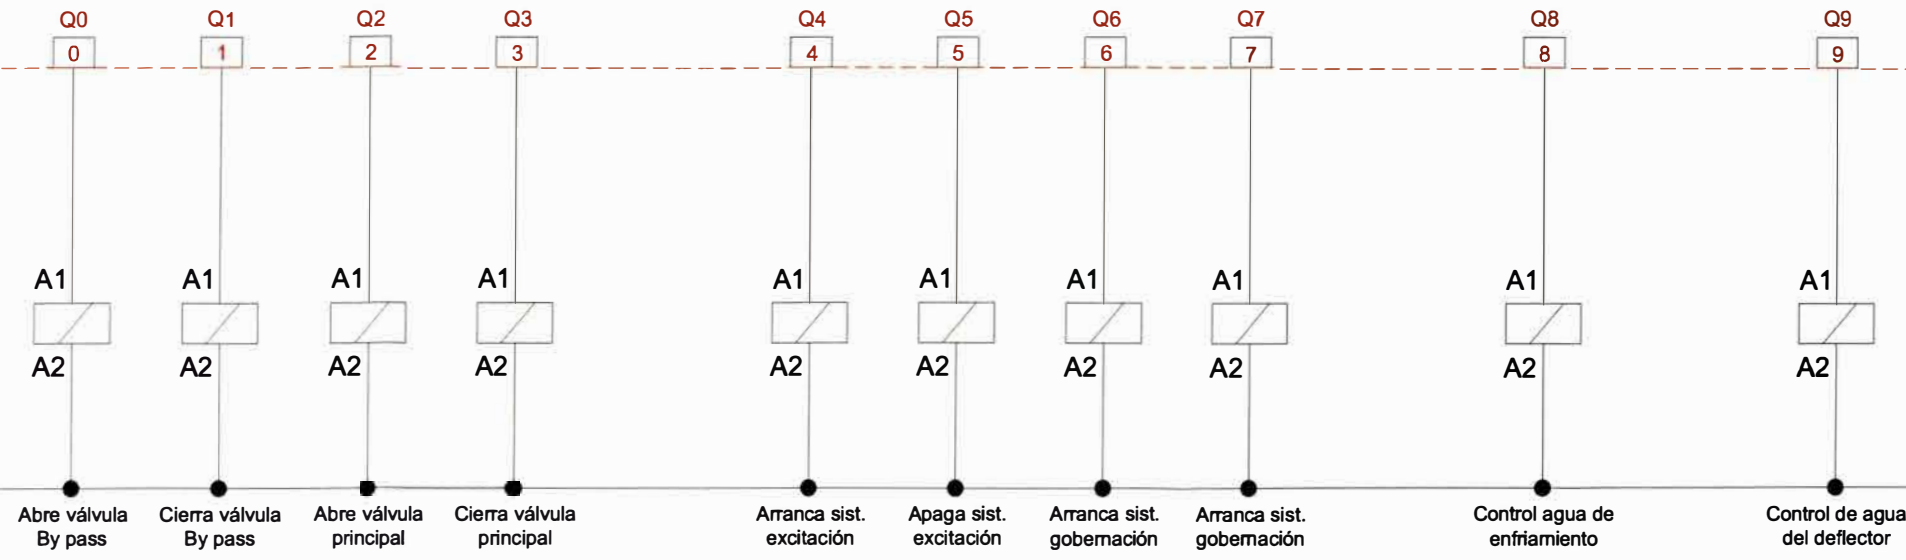 Q0 Q1 Q2 Q3 Q4 Q5 Q6 Q7 Q8 Q9
0 1 2 3 4 5 6 7 8 9
A1 A1 A1 A1 A1 A1 A1 A1 A1 A1
A2 A2 A2 A2 A2 A2 A2 A2 A2 A2
Abre válvula
By pass
Cierra válvula
By pass
Abre válvula
principal
Cierra válvula
principal
Arranca sist.
excitación
Apaga sist.
excitación
Arranca sist.
gobernación
Arranca sist.
gobernación
Control agua de
enfriamiento
Control de agua
del deflector